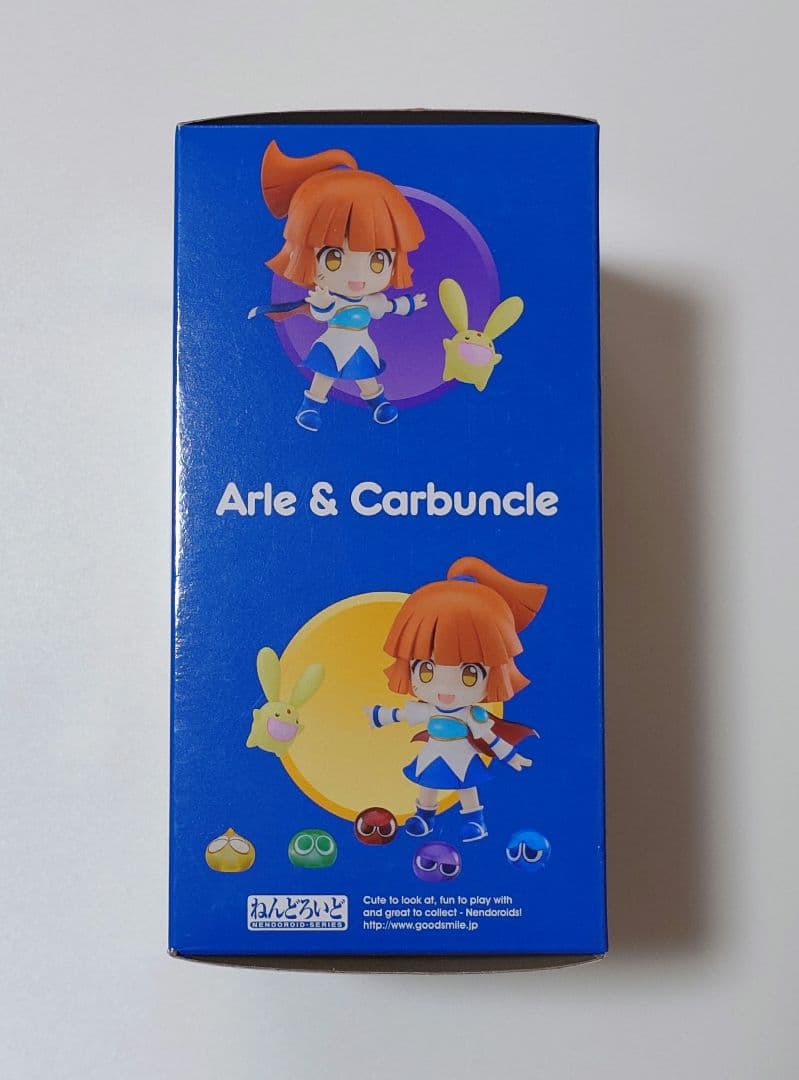 Arle & Carbuncle
ねんどろいど
NENDOROID-SERIES
Cute to look at, fun to play with
and great to collect - Nendoroids!
http://www.goodsmile.jp